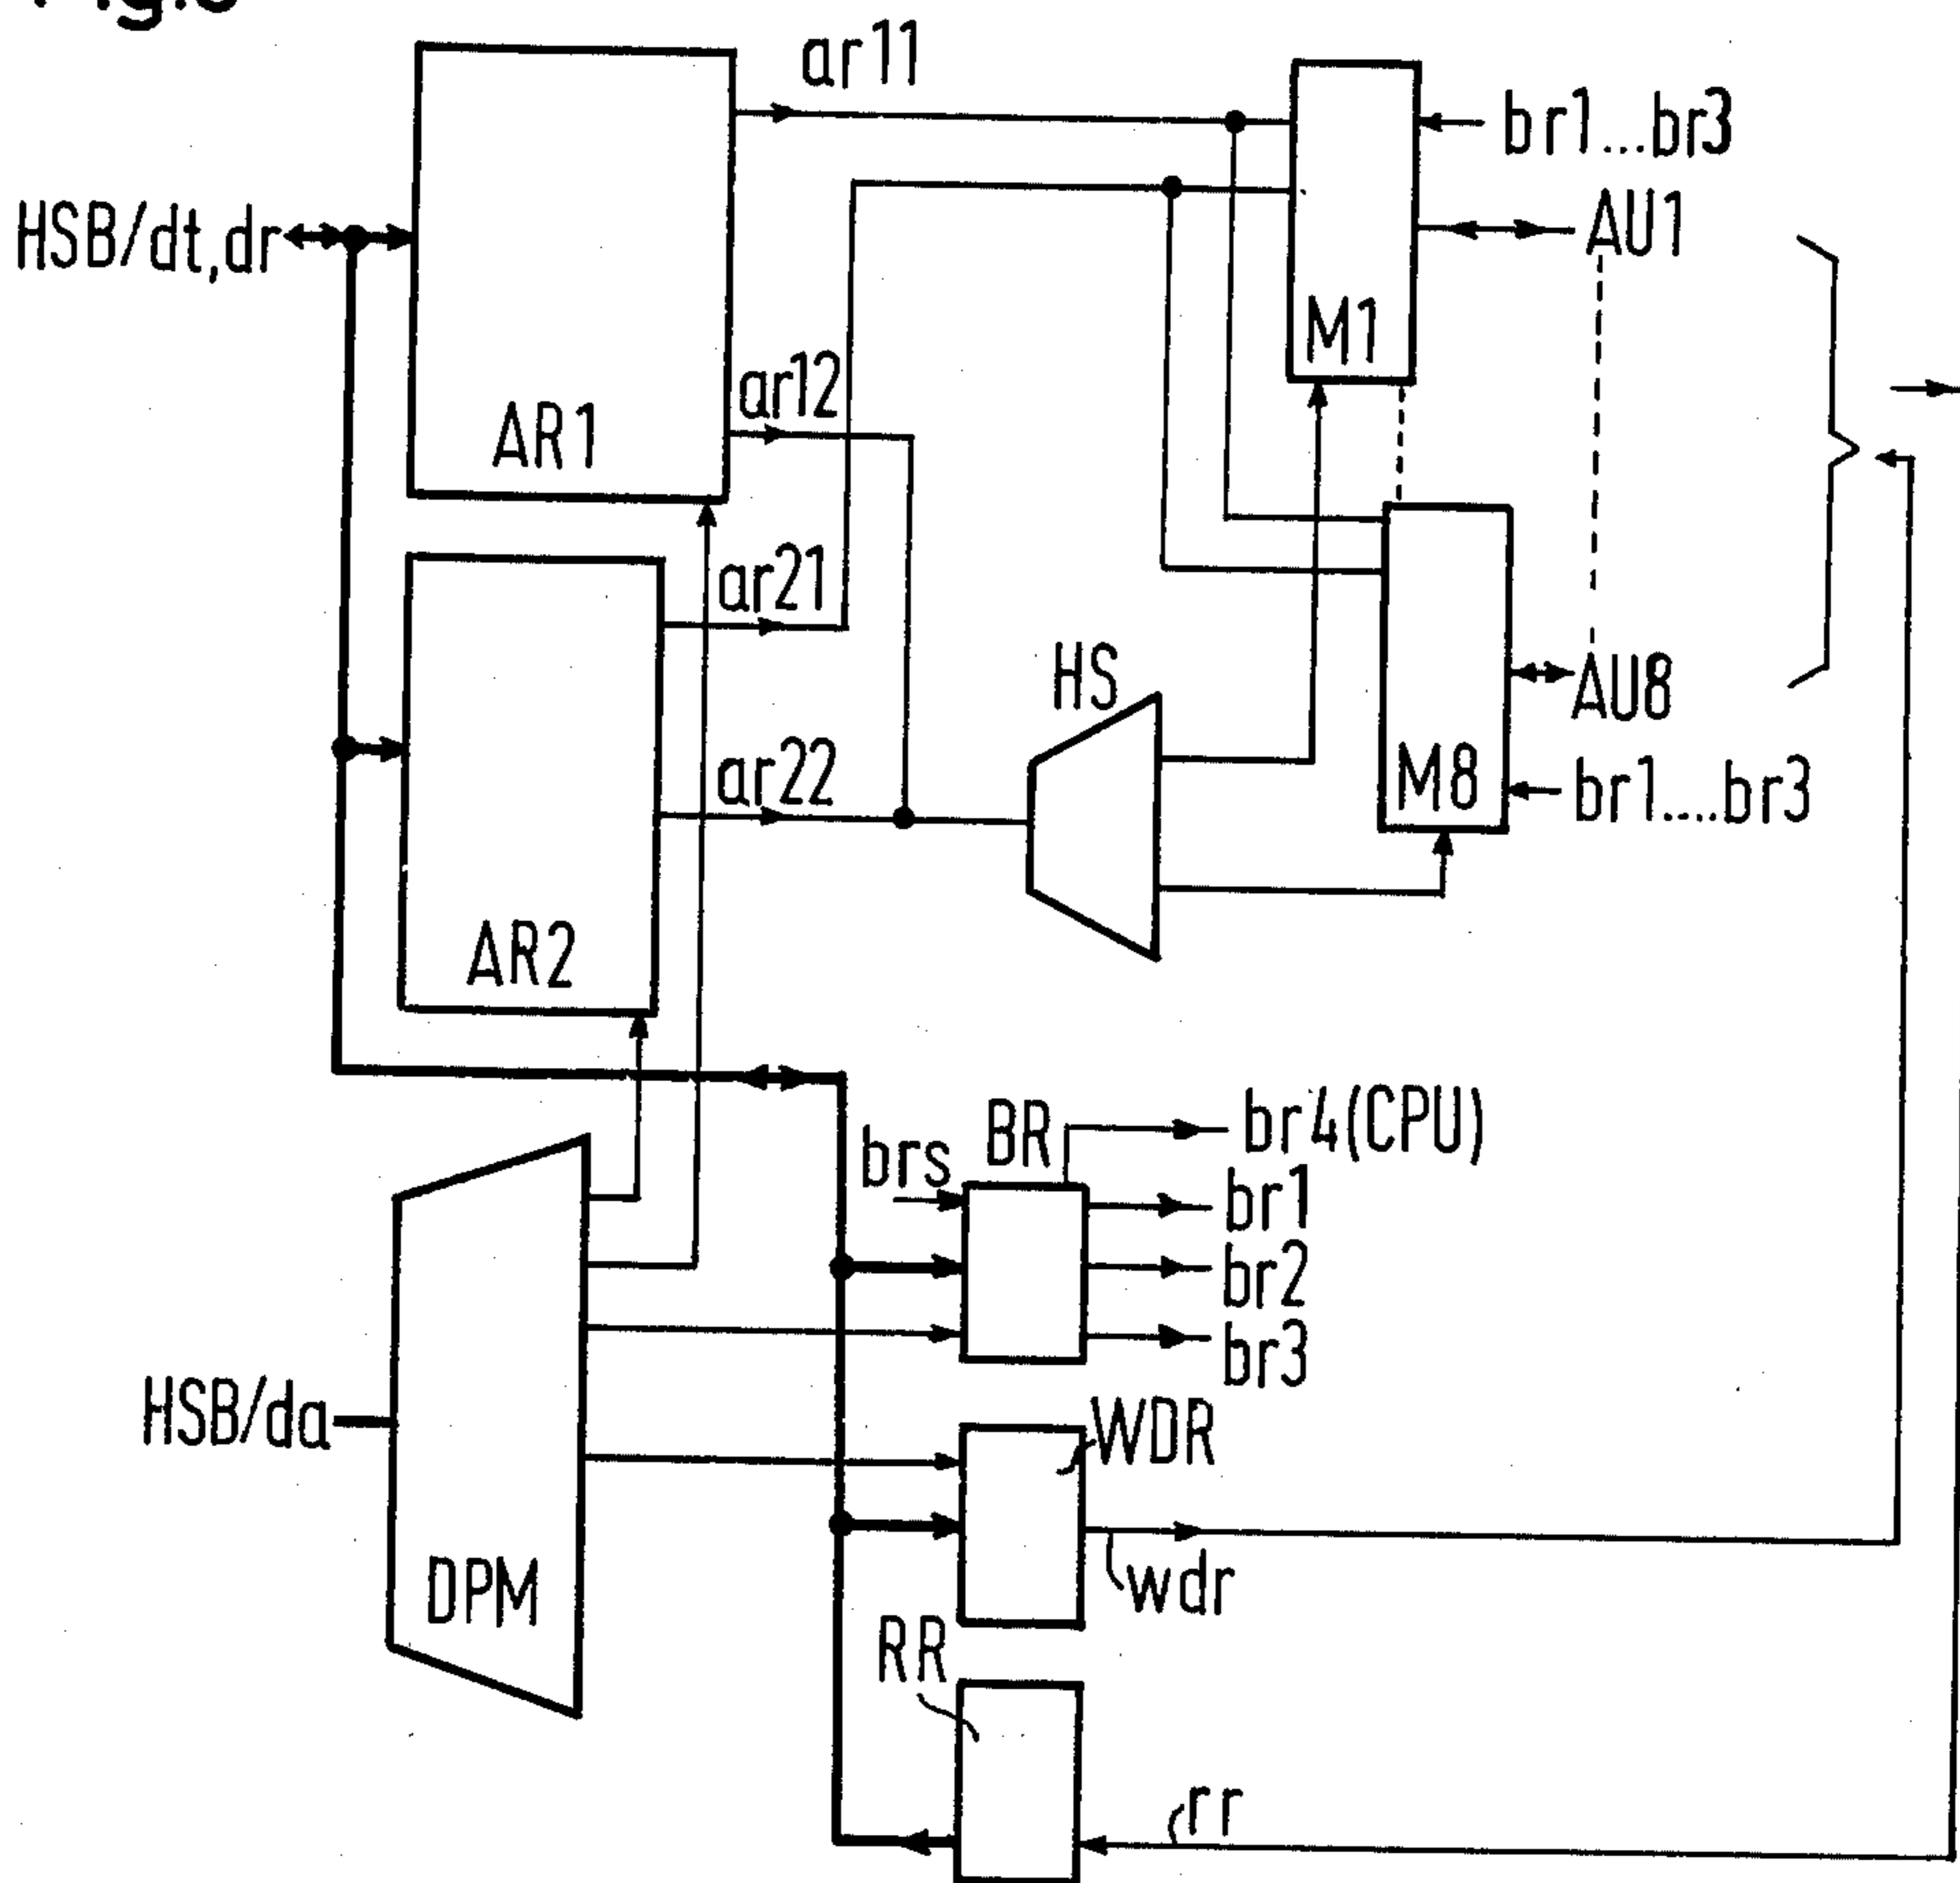 ar11
br1...br3
HSB/dt,dr
AU1
M1
ar12
AR1
ar21
HS
AU8
ar22
M8
br1....br3
AR2
br4(CPU)
BR
brs
br1
br2
br3
HSB/da
WDR
DPM
wdr
RR
rr